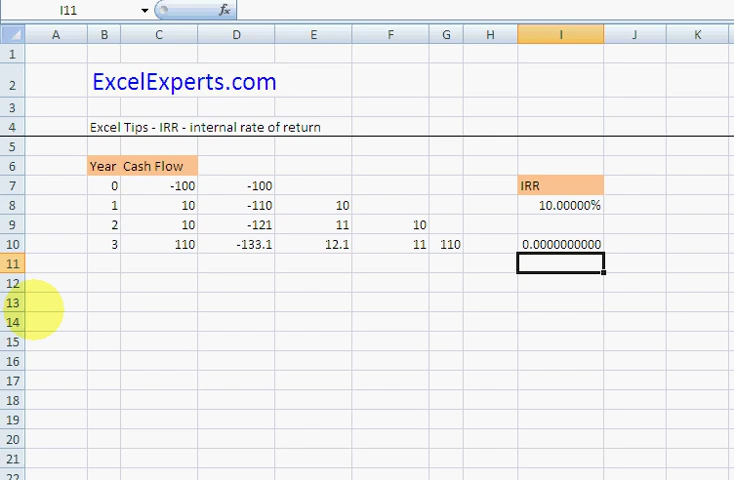 I11 fx
A B C D E F G H I J K
1
2 ExcelExperts.com
3
4 Excel Tips - IRR - internal rate of return
5
6 Year Cash Flow
7 0 -100 -100 IRR
8 1 10 -110 10 10.00000%
9 2 10 -121 11 10
10 3 110 -133.1 12.1 11 110 0.0000000000
11
12
13
14
15
16
17
18
19
20
21
22